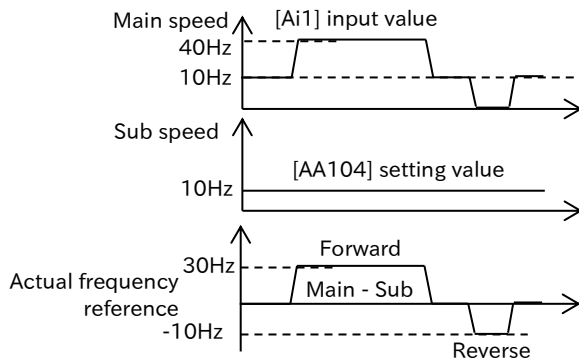 Main speed
[Ai1] input value
40Hz
10Hz
Sub speed
[AA104] setting value
10Hz
Forward
30Hz
Main - Sub
Actual frequency
reference
-10Hz
Reverse